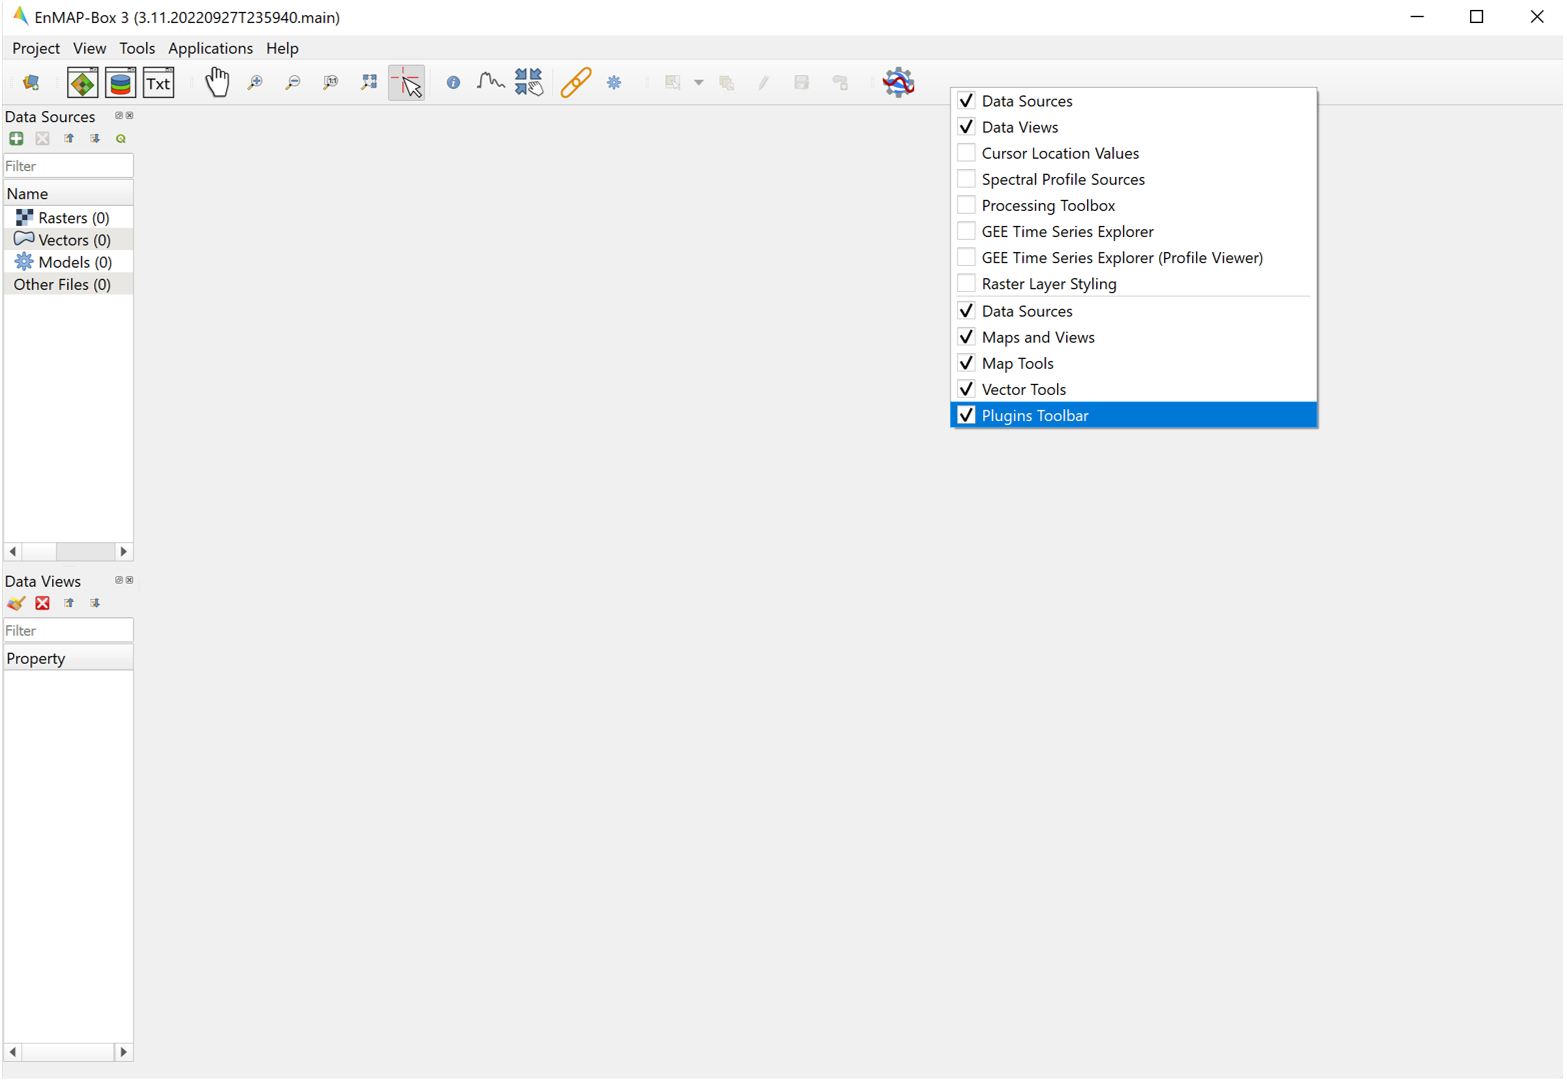 EnMAP-Box 3 (3.11.20220927T235940.main)
Project View Tools Applications Help
Txt
Data Sources
Filter
Name
Rasters (0)
Vectors (0)
Models (0)
Other Files (0)
Data Views
Filter
Property
Data Sources
Data Views
Cursor Location Values
Spectral Profile Sources
Processing Toolbox
GEE Time Series Explorer
GEE Time Series Explorer (Profile Viewer)
Raster Layer Styling
Data Sources
Maps and Views
Map Tools
Vector Tools
Plugins Toolbar